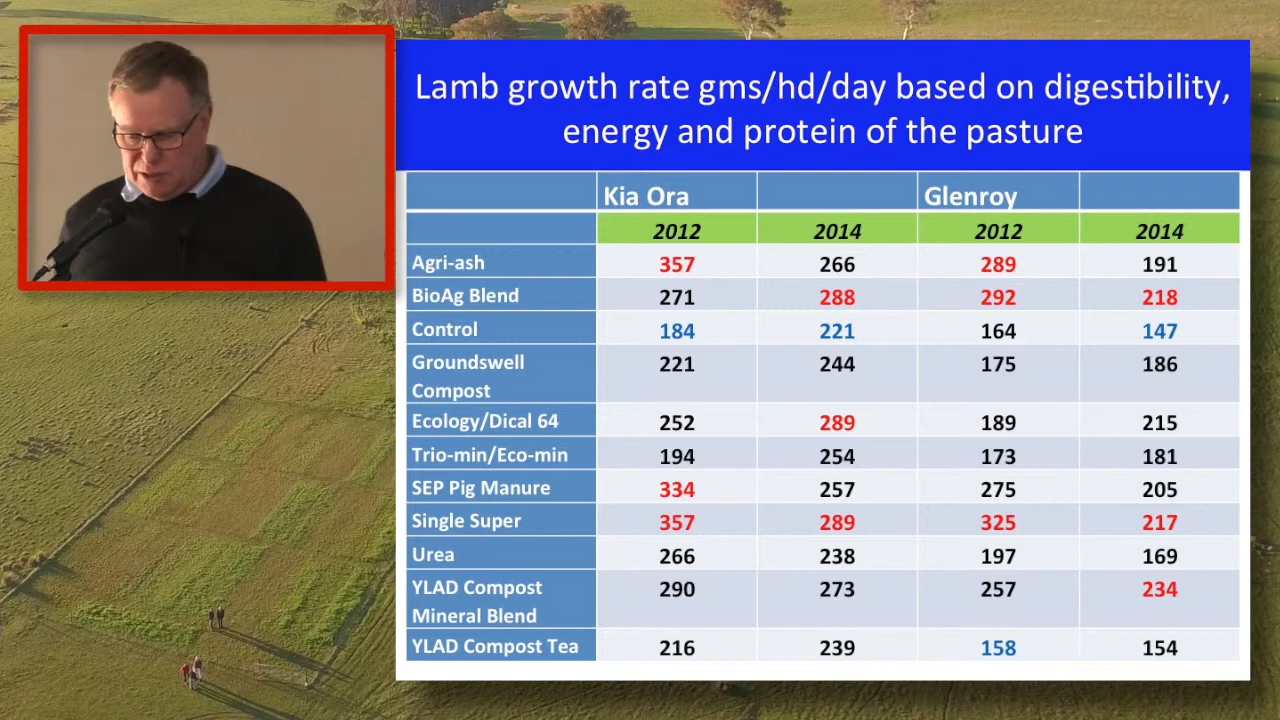 Lamb growth rate gms/hd/day based on digestibility,
energy and protein of the pasture
Kia Ora Glenroy
2012 2014 2012 2014
Agri-ash 357 266 289 191
BioAg Blend 271 288 292 218
Control 184 221 164 147
Groundswell
Compost 221 244 175 186
Ecology/Dical 64 252 289 189 215
Trio-min/Eco-min 194 254 173 181
SEP Pig Manure 334 257 275 205
Single Super 357 289 325 217
Urea 266 238 197 169
YLAD Compost
Mineral Blend 290 273 257 234
YLAD Compost Tea 216 239 158 154